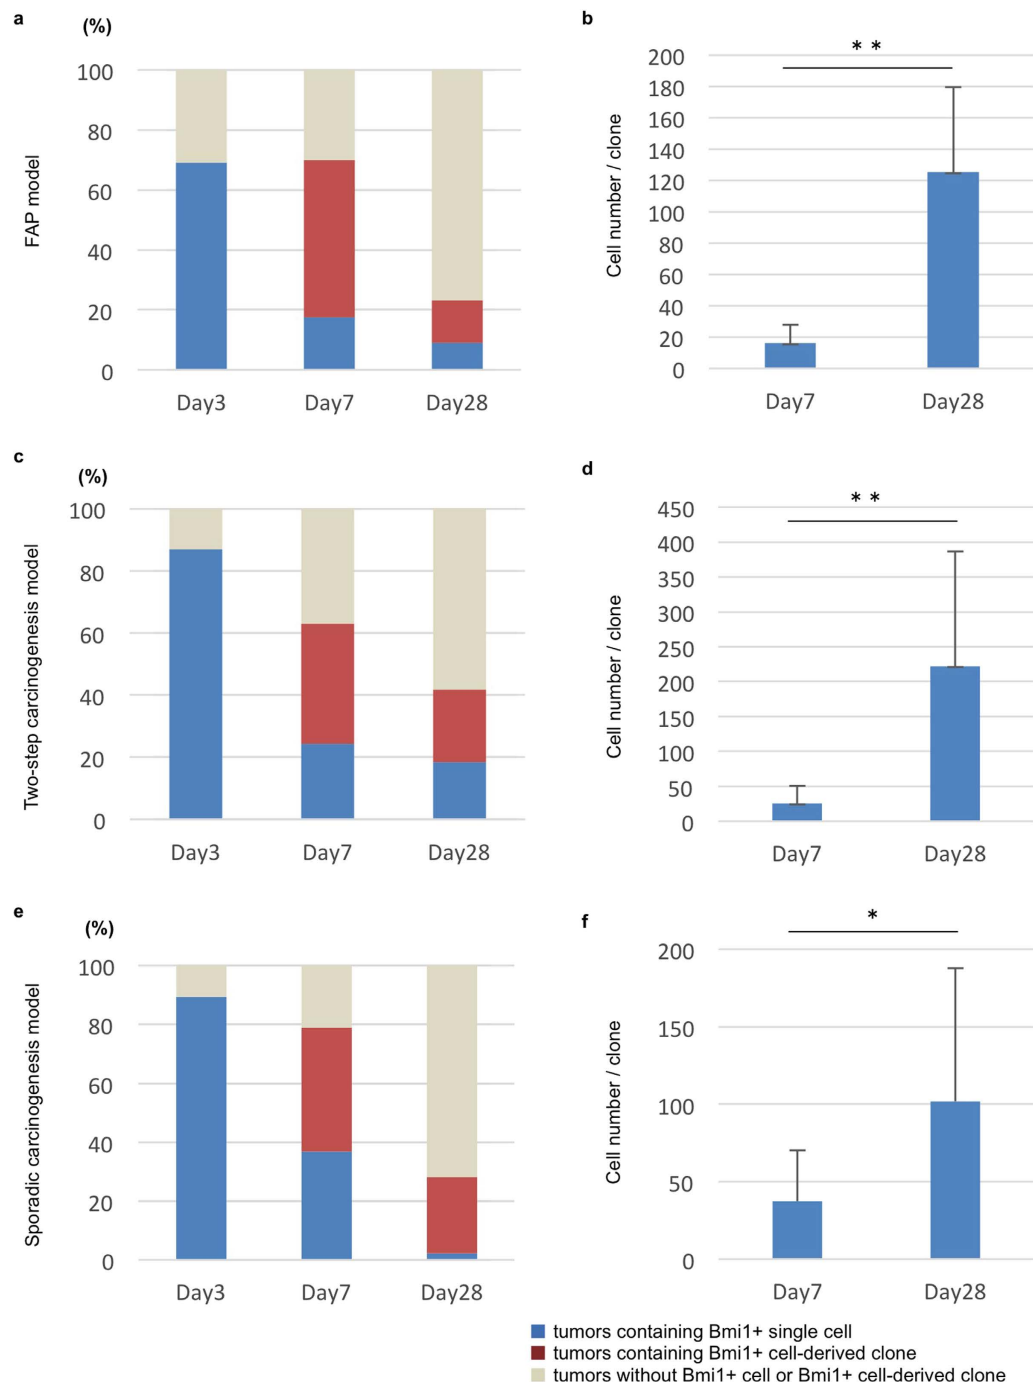 a
(%)
FAP model
100
80
60
40
20
0
Day3 Day7 Day28
b
Cell number / clone
200
180
160
140
120
100
80
60
40
20
0
* *
Day7 Day28
c
(%)
Two-step carcinogenesis model
100
80
60
40
20
0
Day3 Day7 Day28
d
Cell number / clone
450
400
350
300
250
200
150
100
50
0
* *
Day7 Day28
e
(%)
Sporadic carcinogenesis model
100
80
60
40
20
0
Day3 Day7 Day28
f
Cell number / clone
200
150
100
50
0
*
Day7 Day28
tumors containing Bmi1+ single cell
tumors containing Bmi1+ cell-derived clone
tumors without Bmi1+ cell or Bmi1+ cell-derived clone